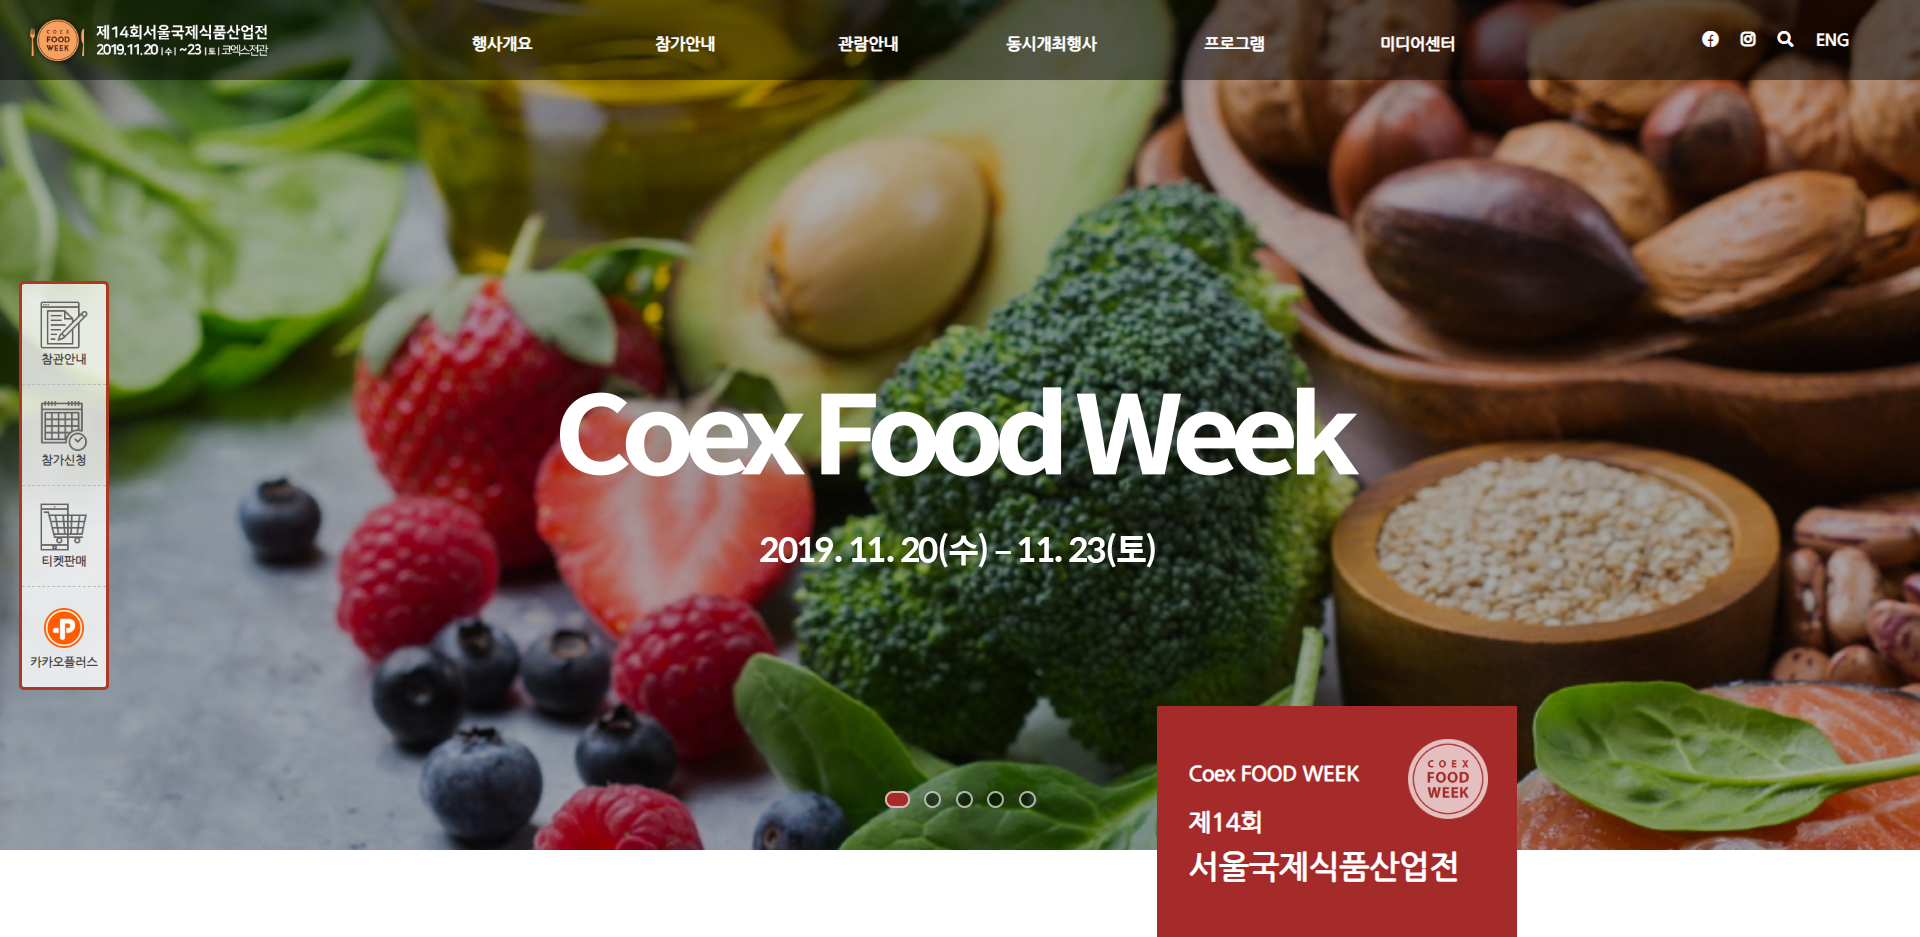 COEX
FOOD
WEEK
제14회서울국제식품산업전
2019.11.20 |수| ~23 |토| 코엑스전관
행사개요
참가안내
관람안내
동시개최행사
프로그램
미디어센터
ENG
참관안내
참가신청
티켓판매
P
카카오플러스
Coex Food Week
2019. 11. 20(수) – 11. 23(토)
Coex FOOD WEEK
제14회
서울국제식품산업전
COEX
FOOD
WEEK